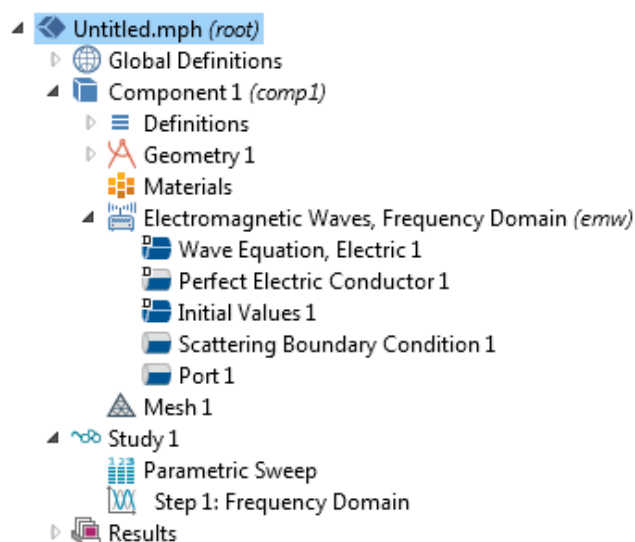 Untitled.mph (root)
Global Definitions
Component 1 (comp1)
Definitions
Geometry 1
Materials
Electromagnetic Waves, Frequency Domain (emw)
Wave Equation, Electric 1
Perfect Electric Conductor 1
Initial Values 1
Scattering Boundary Condition 1
Port 1
Mesh 1
Study 1
Parametric Sweep
Step 1: Frequency Domain
Results